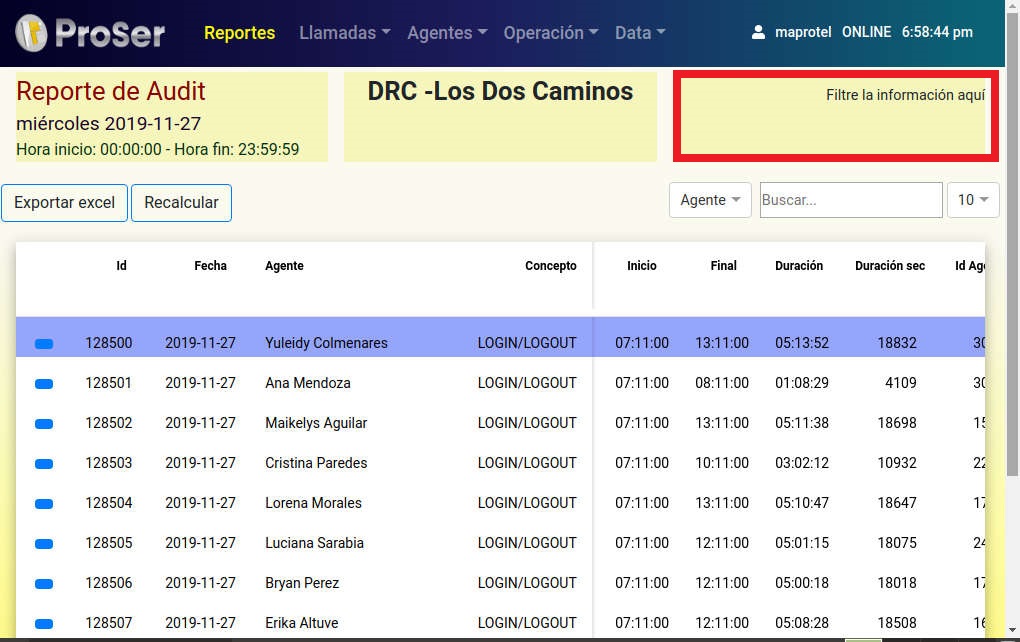 ProSer Reportes Llamadas Agentes Operación Data maprotel ONLINE 6:58:44 pm
Reporte de Audit
miércoles 2019-11-27
Hora inicio: 00:00:00 - Hora fin: 23:59:59
DRC -Los Dos Caminos
Filtre la información aquí
Exportar excel Recalcular Agente Buscar... 10
Id Fecha Agente Concepto Inicio Final Duración Duración sec Id Age
128500 2019-11-27 Yuleidy Colmenares LOGIN/LOGOUT 07:11:00 13:11:00 05:13:52 18832 30
128501 2019-11-27 Ana Mendoza LOGIN/LOGOUT 07:11:00 08:11:00 01:08:29 4109 30
128502 2019-11-27 Maikelys Aguilar LOGIN/LOGOUT 07:11:00 13:11:00 05:11:38 18698 15
128503 2019-11-27 Cristina Paredes LOGIN/LOGOUT 07:11:00 10:11:00 03:02:12 10932 22
128504 2019-11-27 Lorena Morales LOGIN/LOGOUT 07:11:00 13:11:00 05:10:47 18647 17
128505 2019-11-27 Luciana Sarabia LOGIN/LOGOUT 07:11:00 12:11:00 05:01:15 18075 24
128506 2019-11-27 Bryan Perez LOGIN/LOGOUT 07:11:00 12:11:00 05:00:18 18018 17
128507 2019-11-27 Erika Altuve LOGIN/LOGOUT 07:11:00 12:11:00 05:08:28 18508 16